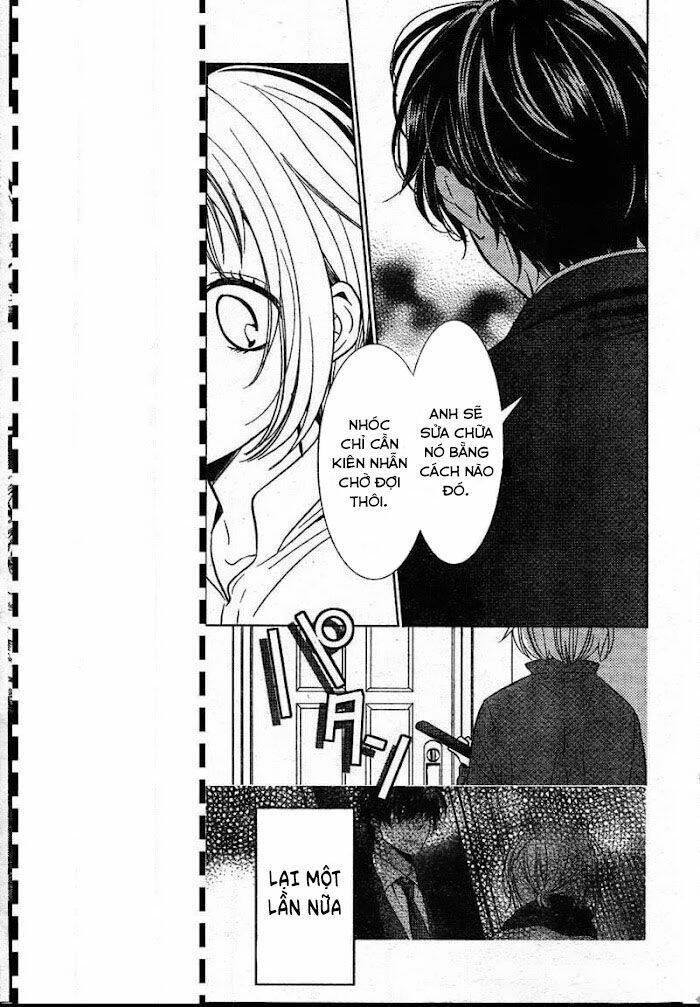 ANH SẼ
SỬA CHỮA
NÓ BẰNG
CÁCH NÀO
ĐÓ.
NHÓC
CHỈ CẦN
KIÊN NHẪN
CHỜ ĐỢI
THÔI.
パタン
LẠI MỘT
LẦN NỮA